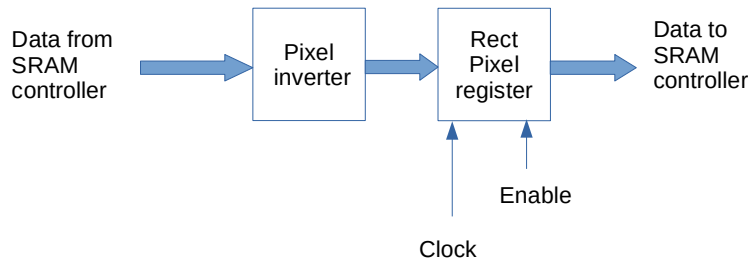 Data from
SRAM
controller
Pixel
inverter
Rect
Pixel
register
Data to
SRAM
controller
Enable
Clock